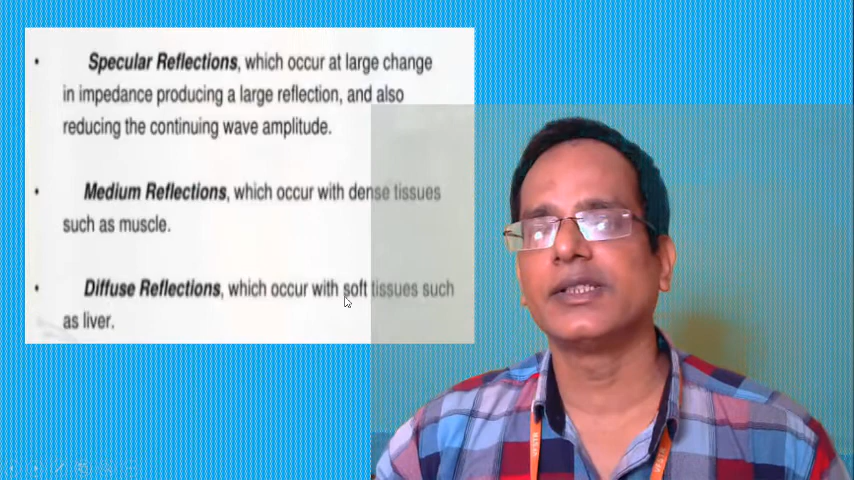 • Specular Reflections, which occur at large change
in impedance producing a large reflection, and also
reducing the continuing wave amplitude.
• Medium Reflections, which occur with dense tissues
such as muscle.
• Diffuse Reflections, which occur with soft tissues such
as liver.